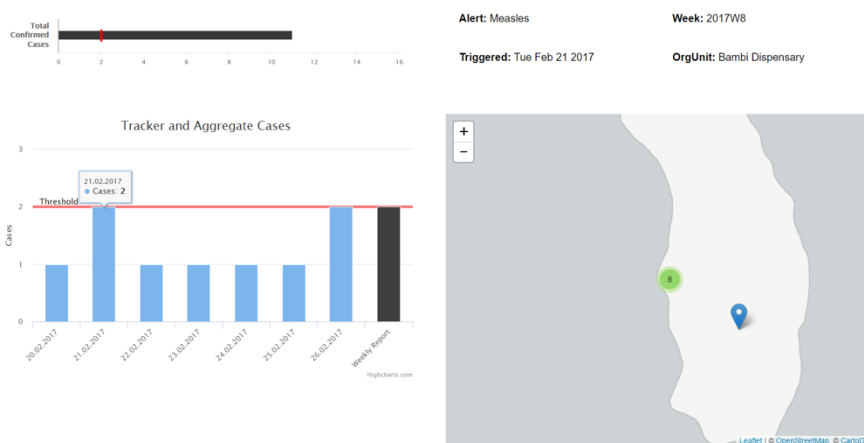 Total
Confirmed
Cases
0 2 4 6 8 10 12 14 16
Alert: Measles
Week: 2017W8
Triggered: Tue Feb 21 2017
OrgUnit: Bambi Dispensary
Tracker and Aggregate Cases
3
2
1
0
Cases
Threshold
21.02.2017
Cases: 2
20.02.2017
21.02.2017
22.02.2017
23.02.2017
24.02.2017
25.02.2017
26.02.2017
Weekly Report
Highcharts.com
+
−
8
Leaflet | © OpenStreetMap, © CartoD